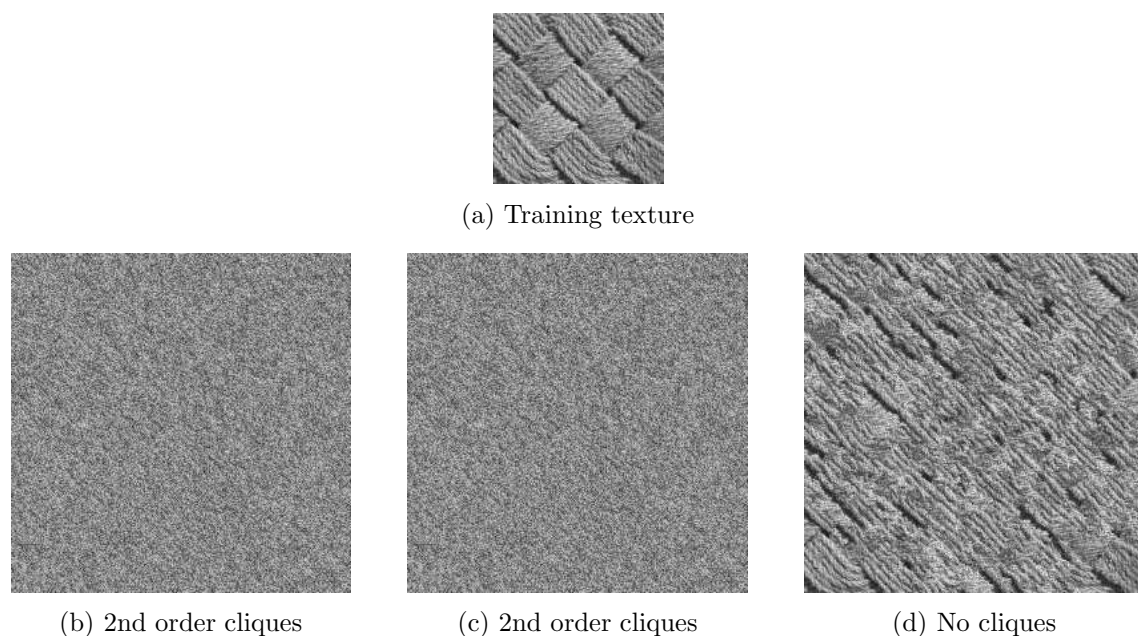 (a) Training texture
(b) 2nd order cliques
(c) 2nd order cliques
(d) No cliques